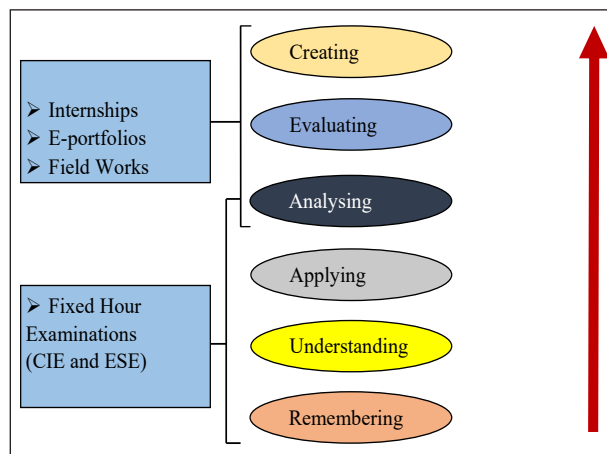 ➢ Internships
➢ E-portfolios
➢ Field Works
➢ Fixed Hour
Examinations
(CIE and ESE)
Creating
Evaluating
Analysing
Applying
Understanding
Remembering